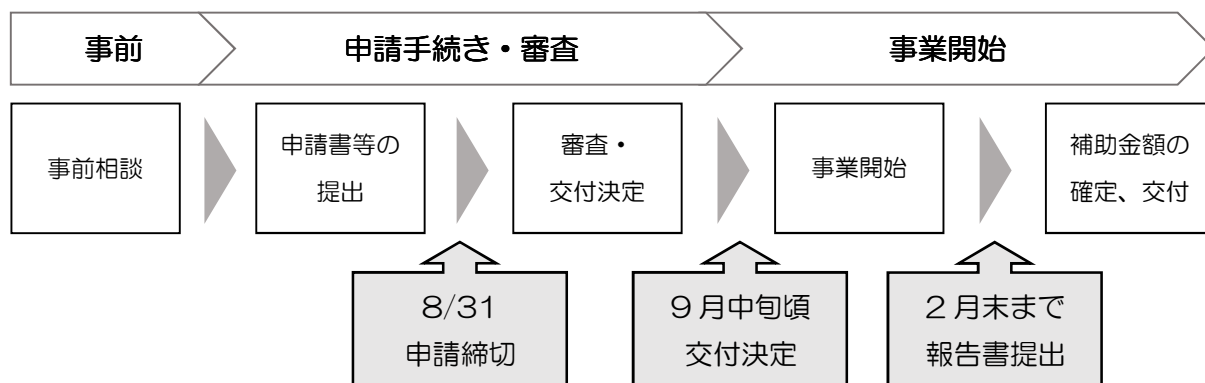 事前
申請手続き・審査
事業開始
事前相談
申請書等の
提出
審査・
交付決定
事業開始
補助金額の
確定、交付
8/31
申請締切
9月中旬頃
交付決定
2月末まで
報告書提出